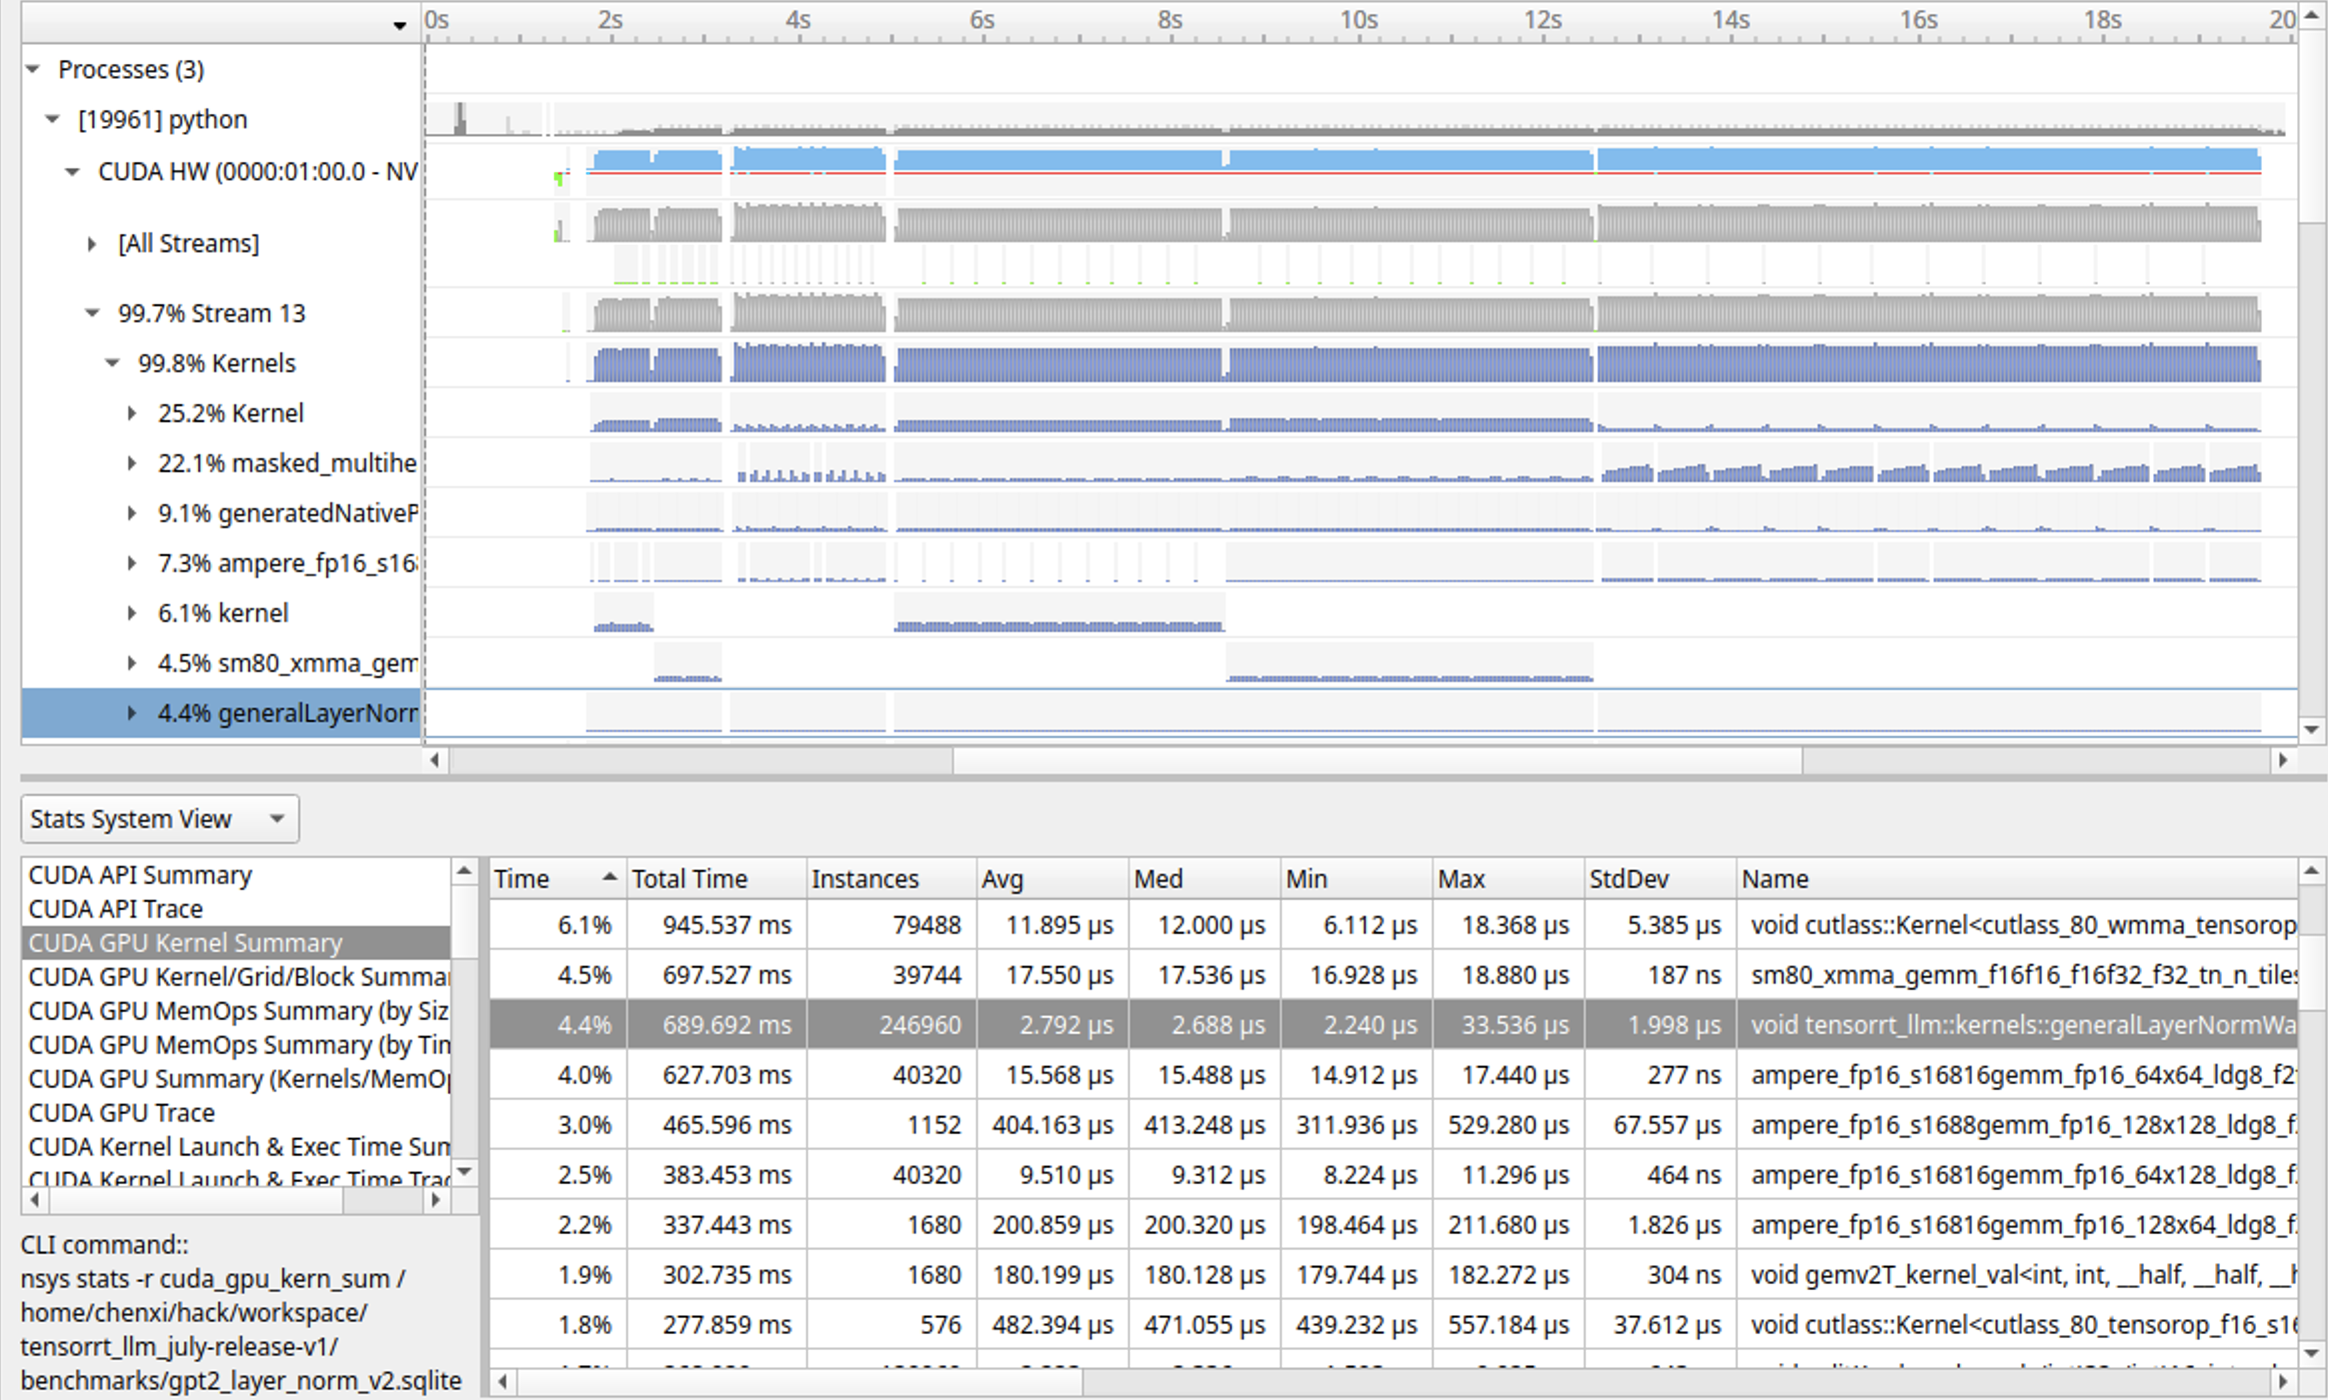 0s 2s 4s 6s 8s 10s 12s 14s 16s 18s 20
Processes (3)
[19961] python
CUDA HW (0000:01:00.0 - NV
[All Streams]
99.7% Stream 13
99.8% Kernels
25.2% Kernel
22.1% masked_multihe
9.1% generatedNativeP
7.3% ampere_fp16_s16
6.1% kernel
4.5% sm80_xmma_gem
4.4% generalLayerNorr
Stats System View
CUDA API Summary
CUDA API Trace
CUDA GPU Kernel Summary
CUDA GPU Kernel/Grid/Block Summar
CUDA GPU MemOps Summary (by Siz
CUDA GPU MemOps Summary (by Tim
CUDA GPU Summary (Kernels/MemOp
CUDA GPU Trace
CUDA Kernel Launch & Exec Time Sum
CUDA Kernel Launch & Exec Time Trac
CLI command::
nsys stats -r cuda_gpu_kern_sum /
home/chenxi/hack/workspace/
tensorrt_llm_july-release-v1/
benchmarks/gpt2_layer_norm_v2.sqlite
Time Total Time Instances Avg Med Min Max StdDev Name
6.1% 945.537 ms 79488 11.895 μs 12.000 μs 6.112 μs 18.368 μs 5.385 μs void cutlass::Kernel<cutlass_80_wmma_tensorop
4.5% 697.527 ms 39744 17.550 μs 17.536 μs 16.928 μs 18.880 μs 187 ns sm80_xmma_gemm_f16f16_f16f32_f32_tn_n_tiles
4.4% 689.692 ms 246960 2.792 μs 2.688 μs 2.240 μs 33.536 μs 1.998 μs void tensorrt_llm::kernels::generalLayerNormWa
4.0% 627.703 ms 40320 15.568 μs 15.488 μs 14.912 μs 17.440 μs 277 ns ampere_fp16_s16816gemm_fp16_64x64_ldg8_f2
3.0% 465.596 ms 1152 404.163 μs 413.248 μs 311.936 μs 529.280 μs 67.557 μs ampere_fp16_s1688gemm_fp16_128x128_ldg8_f
2.5% 383.453 ms 40320 9.510 μs 9.312 μs 8.224 μs 11.296 μs 464 ns ampere_fp16_s16816gemm_fp16_64x128_ldg8_f
2.2% 337.443 ms 1680 200.859 μs 200.320 μs 198.464 μs 211.680 μs 1.826 μs ampere_fp16_s16816gemm_fp16_128x64_ldg8_f
1.9% 302.735 ms 1680 180.199 μs 180.128 μs 179.744 μs 182.272 μs 304 ns void gemv2T_kernel_val<int, int, __half, __half, __h
1.8% 277.859 ms 576 482.394 μs 471.055 μs 439.232 μs 557.184 μs 37.612 μs void cutlass::Kernel<cutlass_80_tensorop_f16_s16